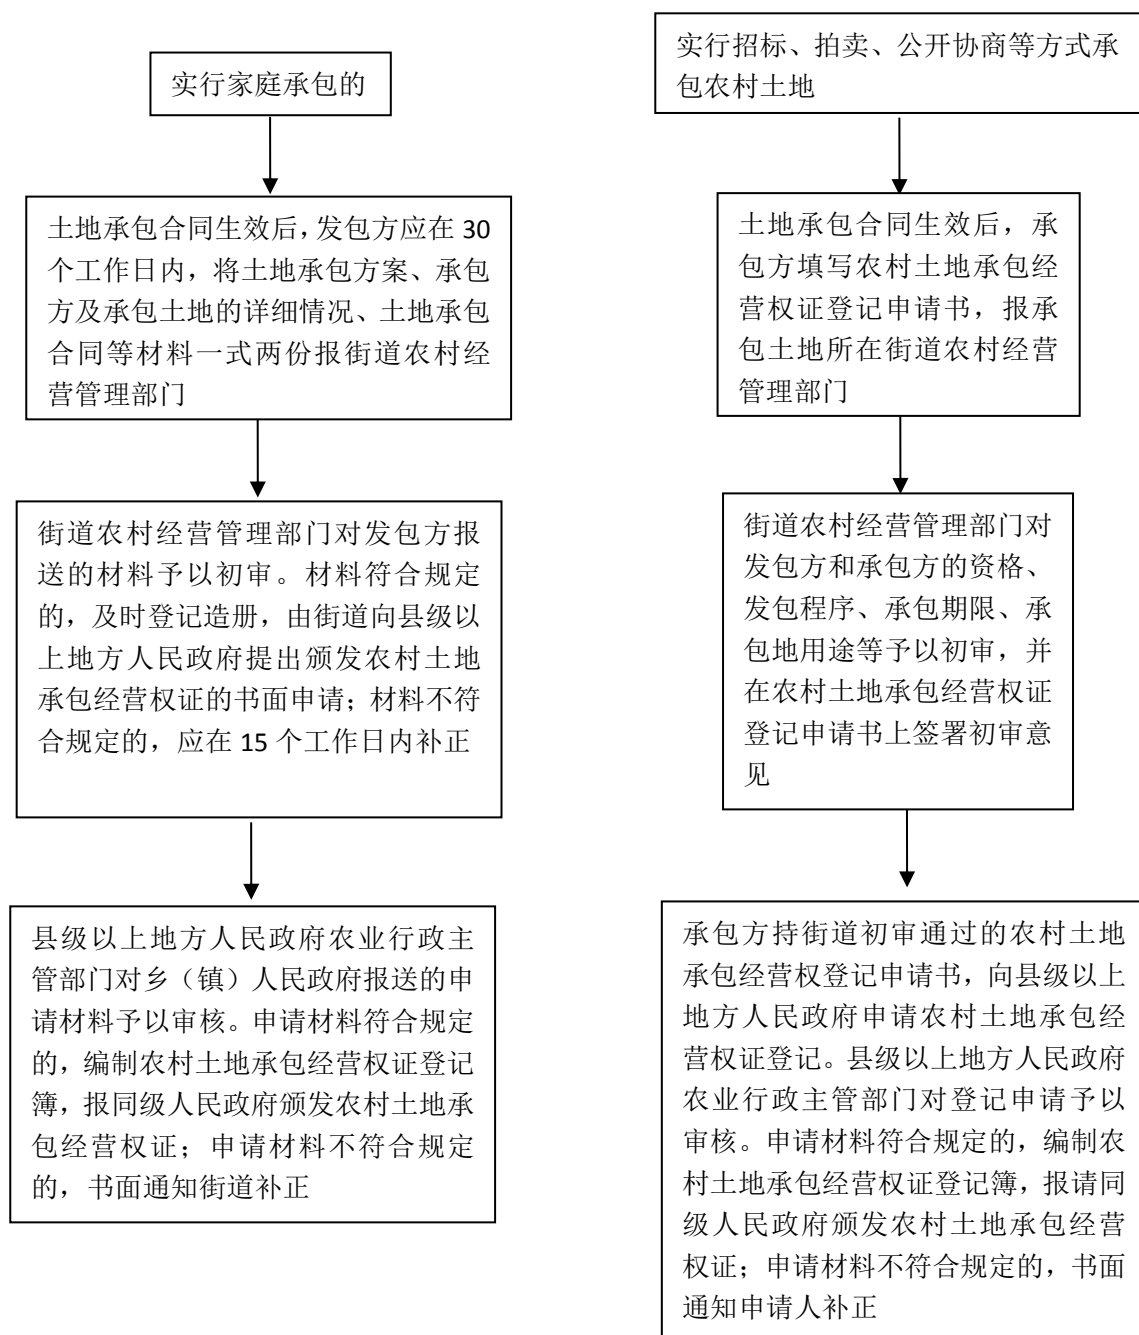 实行家庭承包的
土地承包合同生效后，发包方应在 30
个工作日内，将土地承包方案、承包
方及承包土地的详细情况、土地承包
合同等材料一式两份报街道农村经
营管理部门
街道农村经营管理部门对发包方报
送的材料予以初审。材料符合规定
的，及时登记造册，由街道向县级以
上地方人民政府提出颁发农村土地
承包经营权证的书面申请；材料不符
合规定的，应在 15 个工作日内补正
县级以上地方人民政府农业行政主
管部门对乡（镇）人民政府报送的申
请材料予以审核。申请材料符合规定
的，编制农村土地承包经营权证登记
簿，报同级人民政府颁发农村土地承
包经营权证；申请材料不符合规定
的，书面通知街道补正
实行招标、拍卖、公开协商等方式承
包农村土地
土地承包合同生效后，承
包方填写农村土地承包经
营权证登记申请书，报承
包土地所在街道农村经营
管理部门
街道农村经营管理部门对
发包方和承包方的资格、
发包程序、承包期限、承
包地用途等予以初审，并
在农村土地承包经营权证
登记申请书上签署初审意
见
承包方持街道初审通过的农村土地
承包经营权登记申请书，向县级以上
地方人民政府申请农村土地承包经
营权证登记。县级以上地方人民政府
农业行政主管部门对登记申请予以
审核。申请材料符合规定的，编制农
村土地承包经营权证登记簿，报请同
级人民政府颁发农村土地承包经营
权证；申请材料不符合规定的，书面
通知申请人补正